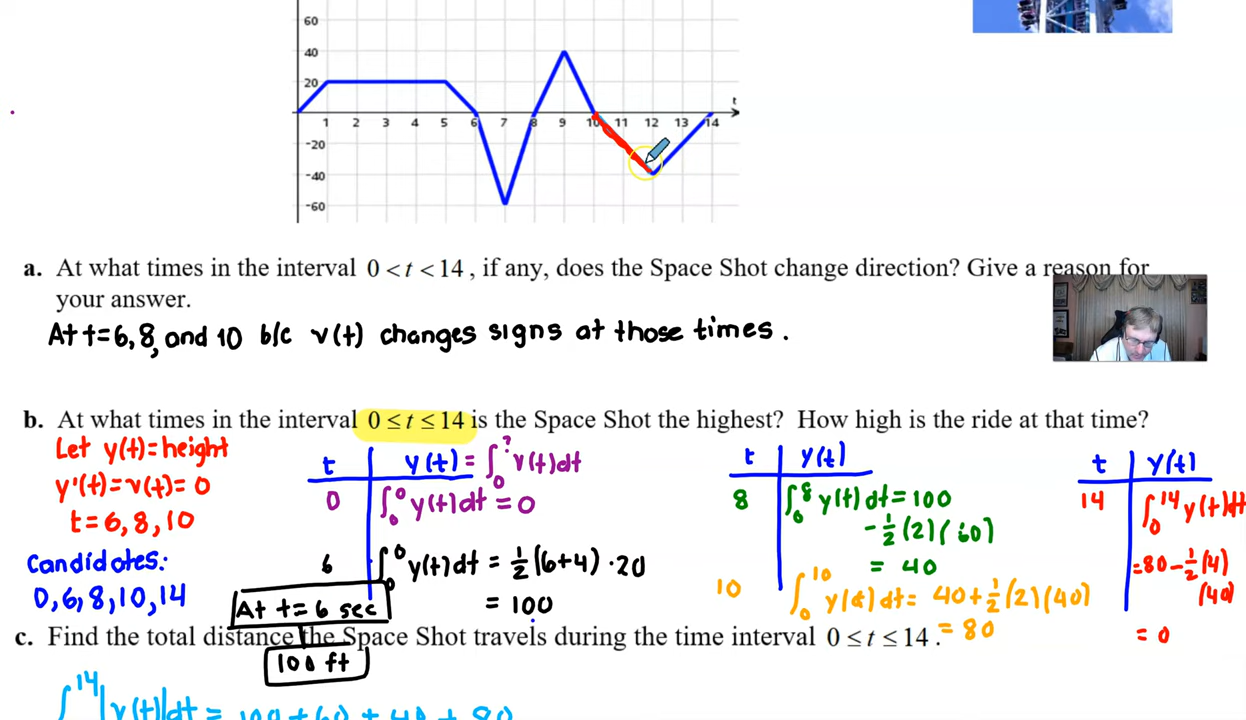 60
40
20
t
1 2 3 4 5 6 7 8 9 10 11 12 13 14
-20
-40
-60
a. At what times in the interval 0 < t < 14, if any, does the Space Shot change direction? Give a reason for
your answer.
At t=6, 8, and 10 b/c v(t) changes signs at those times.
b. At what times in the interval 0 ≤ t ≤ 14 is the Space Shot the highest? How high is the ride at that time?
Let y(t)=height
y'(t)=v(t)=0
t=6, 8, 10
Candidates:
0, 6, 8, 10, 14
t y(t) = ∫₀^? v(t)dt
0 ∫₀⁰ y(t)dt = 0
6 ∫₀⁰ y(t)dt = ½(6+4)·20
= 100
At t=6 sec
100 ft
t y(t)
8 ∫₀⁸ y(t)dt = 100
-½(2)(60)
= 40
10 ∫₀¹⁰ y(t)dt = 40+½(2)(40)
= 80
t y(t)
14 ∫₀¹⁴ y(t)dt
=80-½(4)
(40)
= 0
c. Find the total distance the Space Shot travels during the time interval 0 ≤ t ≤ 14.
∫ ¹⁴|v(t)|dt = 100 + 60 + 40 + 80